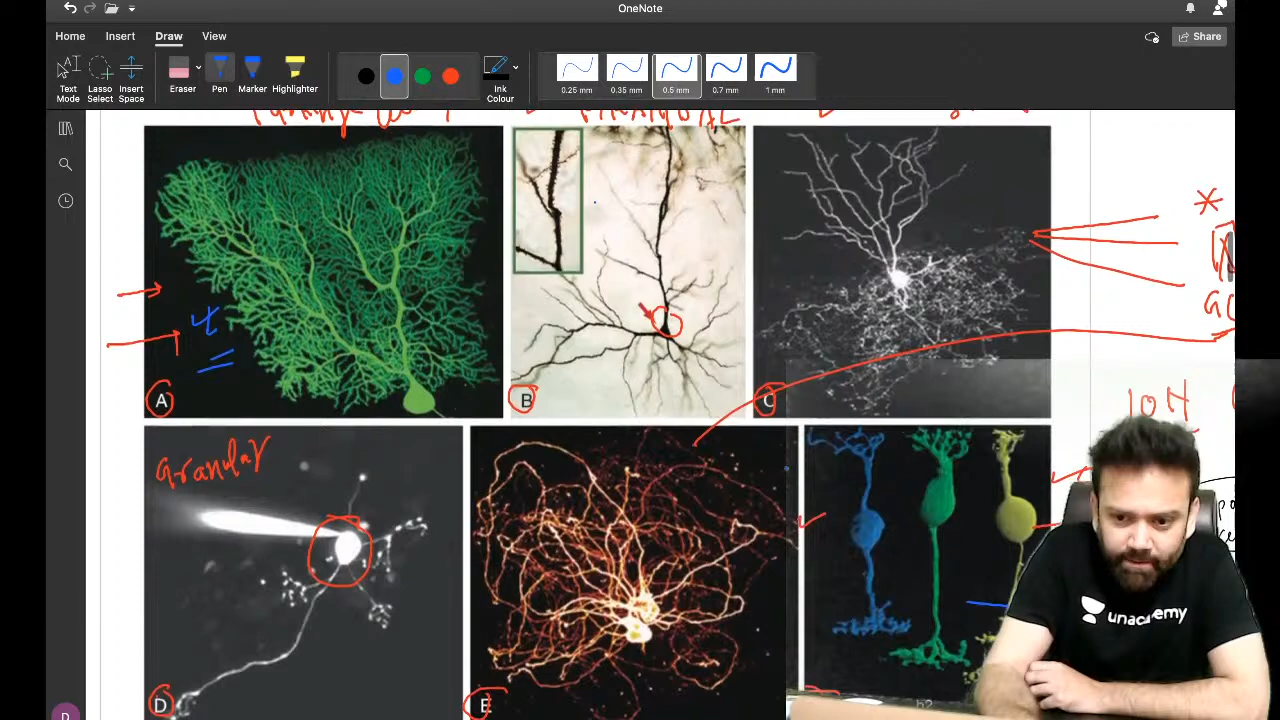 OneNote
Home Insert Draw View
Share
Text Mode
Lasso Select
Insert Space
Eraser
Pen
Marker
Highlighter
Ink Colour
0.25 mm
0.35 mm
0.5 mm
0.7 mm
1 mm
A
B
C
10N
Granular
D
E
unacademy
D